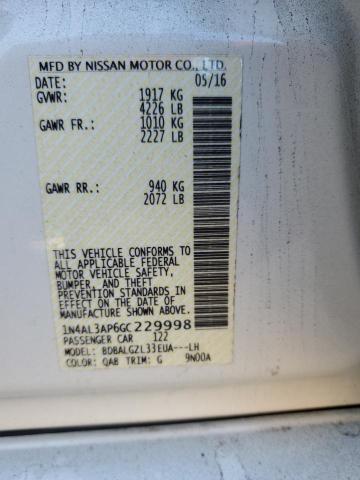 MFD BY NISSAN MOTOR CO., LTD.
DATE: 05/16
GVWR: 1917 KG
4226 LB
GAWR FR.: 1010 KG
2227 LB
GAWR RR.: 940 KG
2072 LB
THIS VEHICLE CONFORMS TO
ALL APPLICABLE FEDERAL
MOTOR VEHICLE SAFETY,
BUMPER, AND THEFT
PREVENTION STANDARDS IN
EFFECT ON THE DATE OF
MANUFACTURE SHOWN ABOVE.
1N4AL3AP6GC229998
PASSENGER CAR 122
MODEL: BDBALGZL33EUA---LH
COLOR: QAB TRIM: G 9N00A